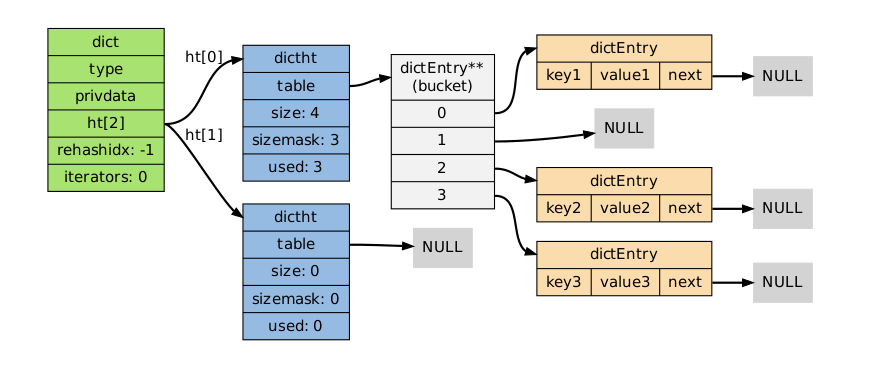 dict
type
privdata
ht[2]
rehashidx: -1
iterators: 0
ht[0]
ht[1]
dictht
table
size: 4
sizemask: 3
used: 3
dictht
table
size: 0
sizemask: 0
used: 0
NULL
dictEntry**
(bucket)
0
1
2
3
dictEntry
key1 value1 next
NULL
NULL
dictEntry
key2 value2 next
NULL
dictEntry
key3 value3 next
NULL